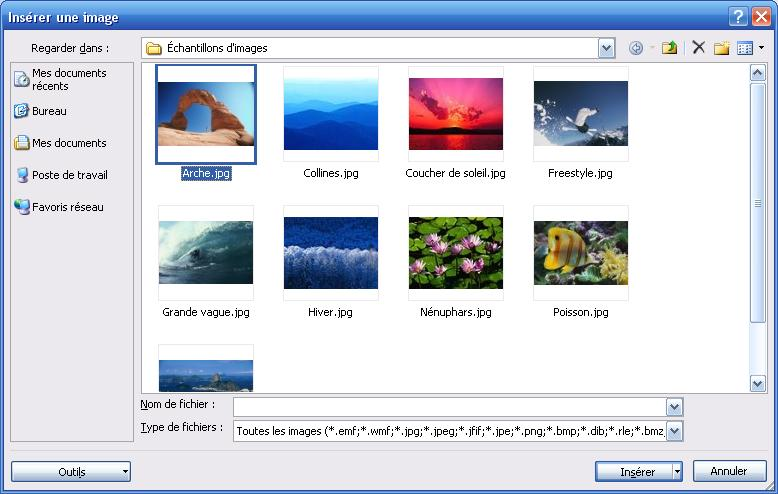 Insérer une image
Regarder dans :
Échantillons d'images
Mes documents
récents
Bureau
Mes documents
Poste de travail
Favoris réseau
Arche.jpg
Collines.jpg
Coucher de soleil.jpg
Freestyle.jpg
Grande vague.jpg
Hiver.jpg
Nénuphars.jpg
Poisson.jpg
Nom de fichier :
Type de fichiers :
Toutes les images (*.emf;*.wmf;*.jpg;*.jpeg;*.jfif;*.jpe;*.png;*.bmp;*.dib;*.rle;*.bmz
Outils
Insérer
Annuler